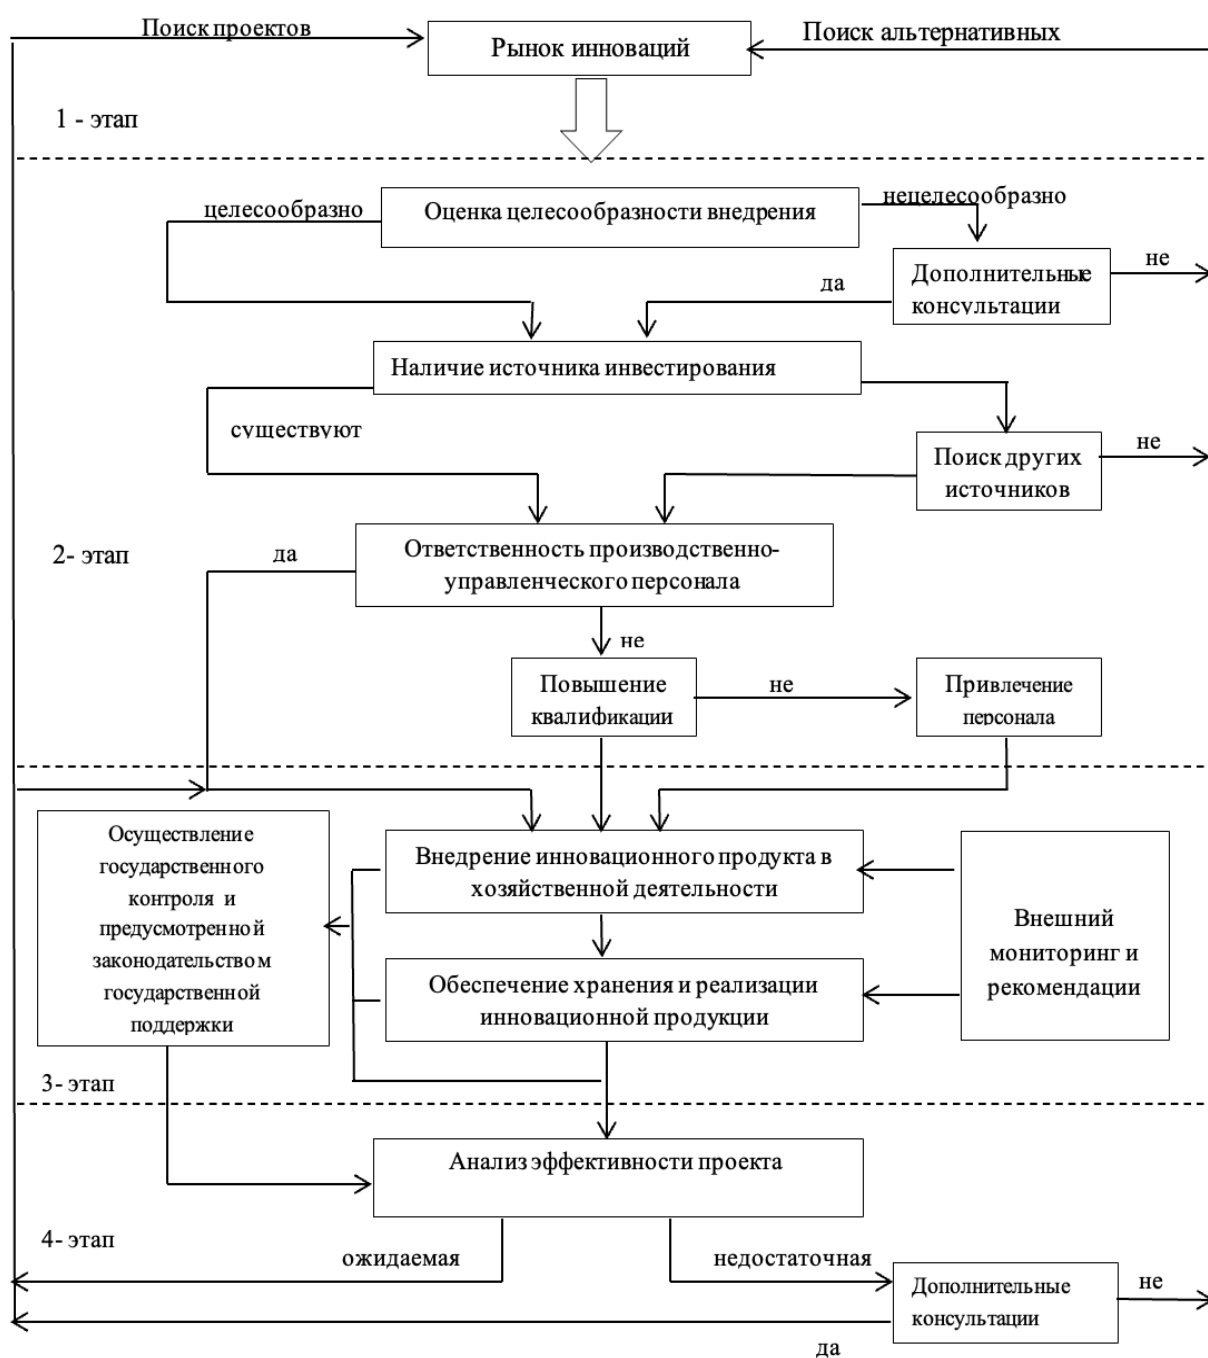 Поиск проектов
Рынок инноваций
Поиск альтернативных
1 - этап
целесообразно
Оценка целесообразности внедрения
нецелесообразно
Дополнительные
консультации
не
да
Наличие источника инвестирования
существуют
Поиск других
источников
не
2- этап
да
Ответственность производственно-
управленческого персонала
не
Повышение
квалификации
не
Привлечение
персонала
Осуществление
государственного
контроля и
предусмотренной
законодательством
государственной
поддержки
Внедрение инновационного продукта в
хозяйственной деятельности
Обеспечение хранения и реализации
инновационной продукции
Внешний
мониторинг и
рекомендации
3- этап
Анализ эффективности проекта
4- этап
ожидаемая
недостаточная
Дополнительные
консультации
не
да